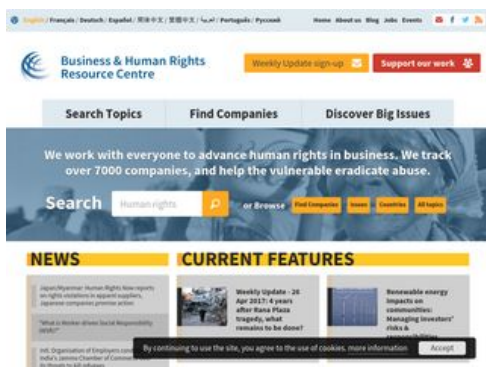 English / Français / Deutsch / Español / 简体中文 / 繁體中文 / العربية / Português / Русский
Home About us Blog Jobs Events
Business & Human Rights
Resource Centre
Weekly Update sign-up
Support our work
Search Topics
Find Companies
Discover Big Issues
We work with everyone to advance human rights in business. We track
over 7000 companies, and help the vulnerable eradicate abuse.
Search
Human rights
or Browse
Find Companies
Issues
Countries
All topics
NEWS
Japan/Myanmar: Human Rights Now reports
on rights violations in apparel suppliers,
Japanese companies promise action
"What is Worker-driven Social Responsibility
Intl. Organisation of Employers
India's Jammu Chamber of
CURRENT FEATURES
Weekly Update - 26
Apr 2017: 4 years
after Rana Plaza
tragedy, what
remains to be done?
Renewable energy
impacts on
communities:
Managing Investors'
risks &
By continuing to use the site, you agree to the use of cookies. more information
Accept